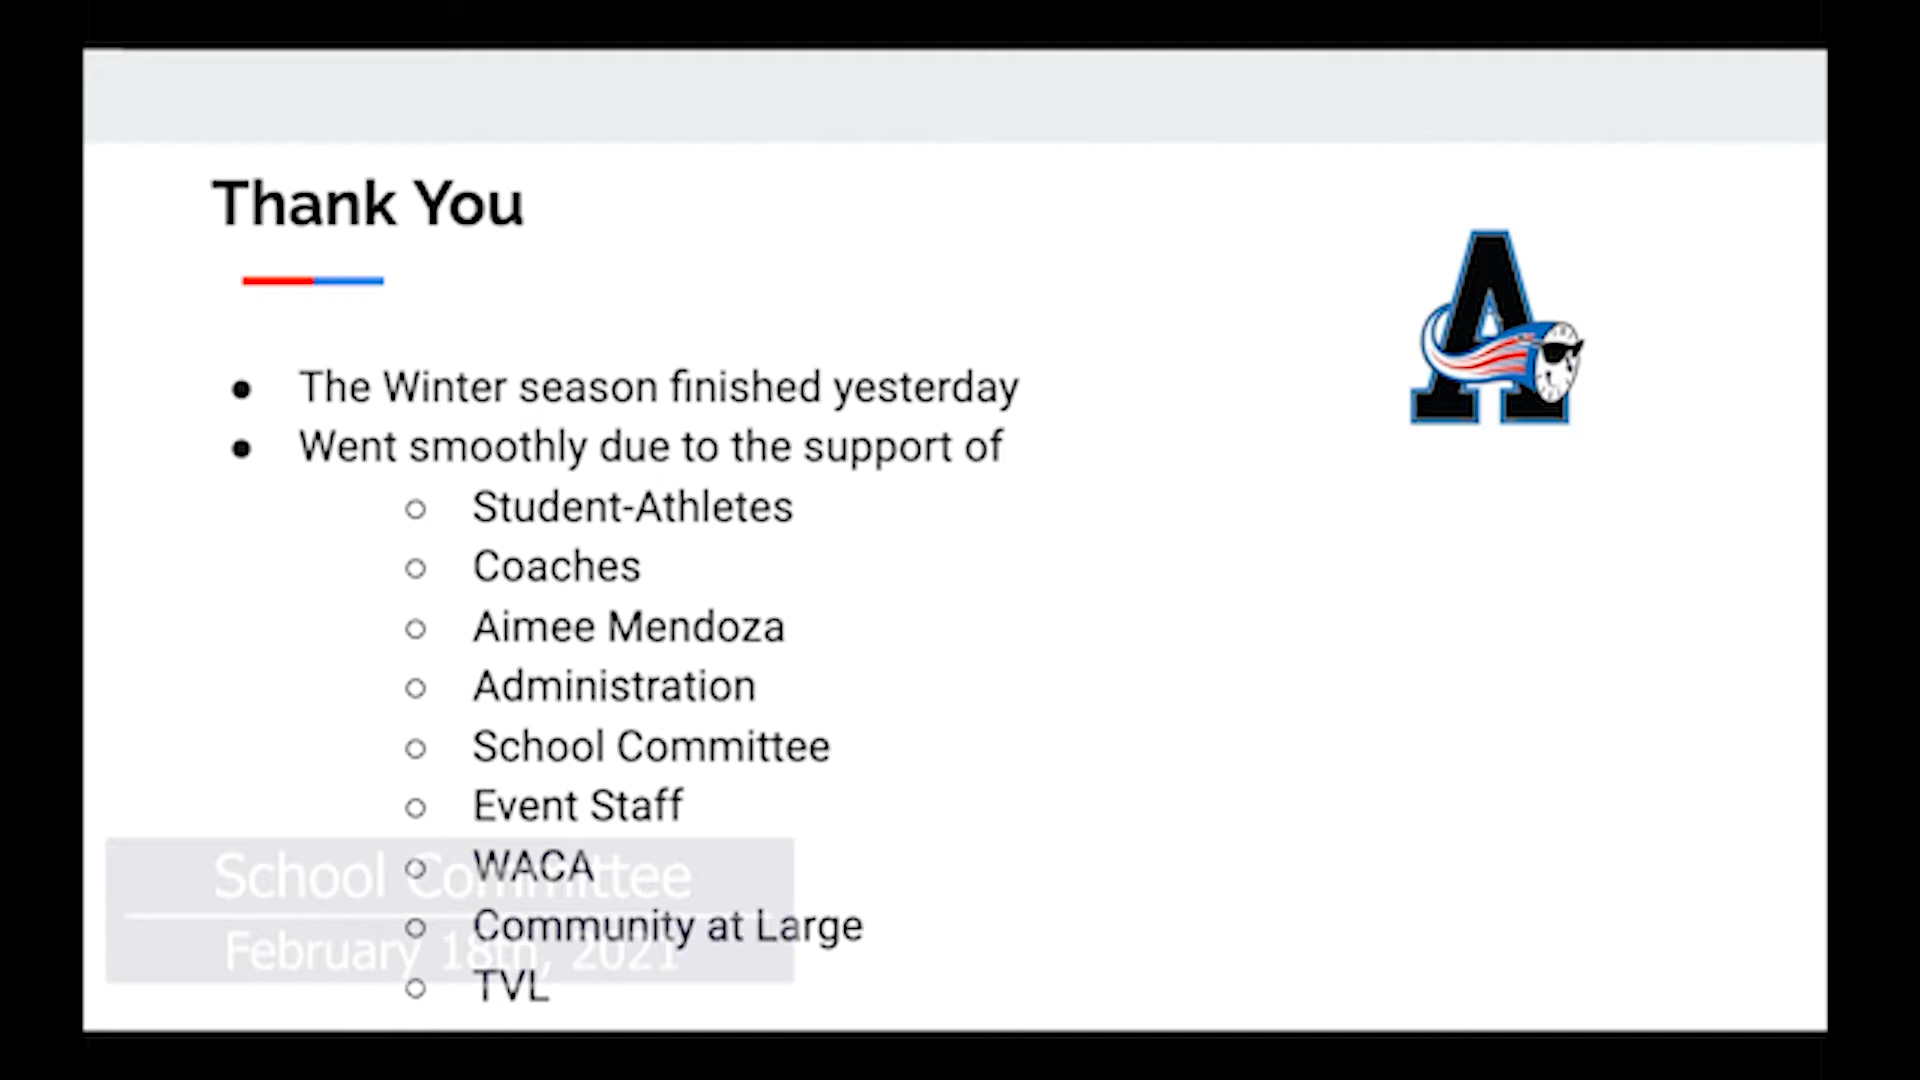 Thank You
● The Winter season finished yesterday
● Went smoothly due to the support of
○ Student-Athletes
○ Coaches
○ Aimee Mendoza
○ Administration
○ School Committee
○ Event Staff
○ WACA
○ Community at Large
○ TVL
A
School Committee
February 18th, 2021